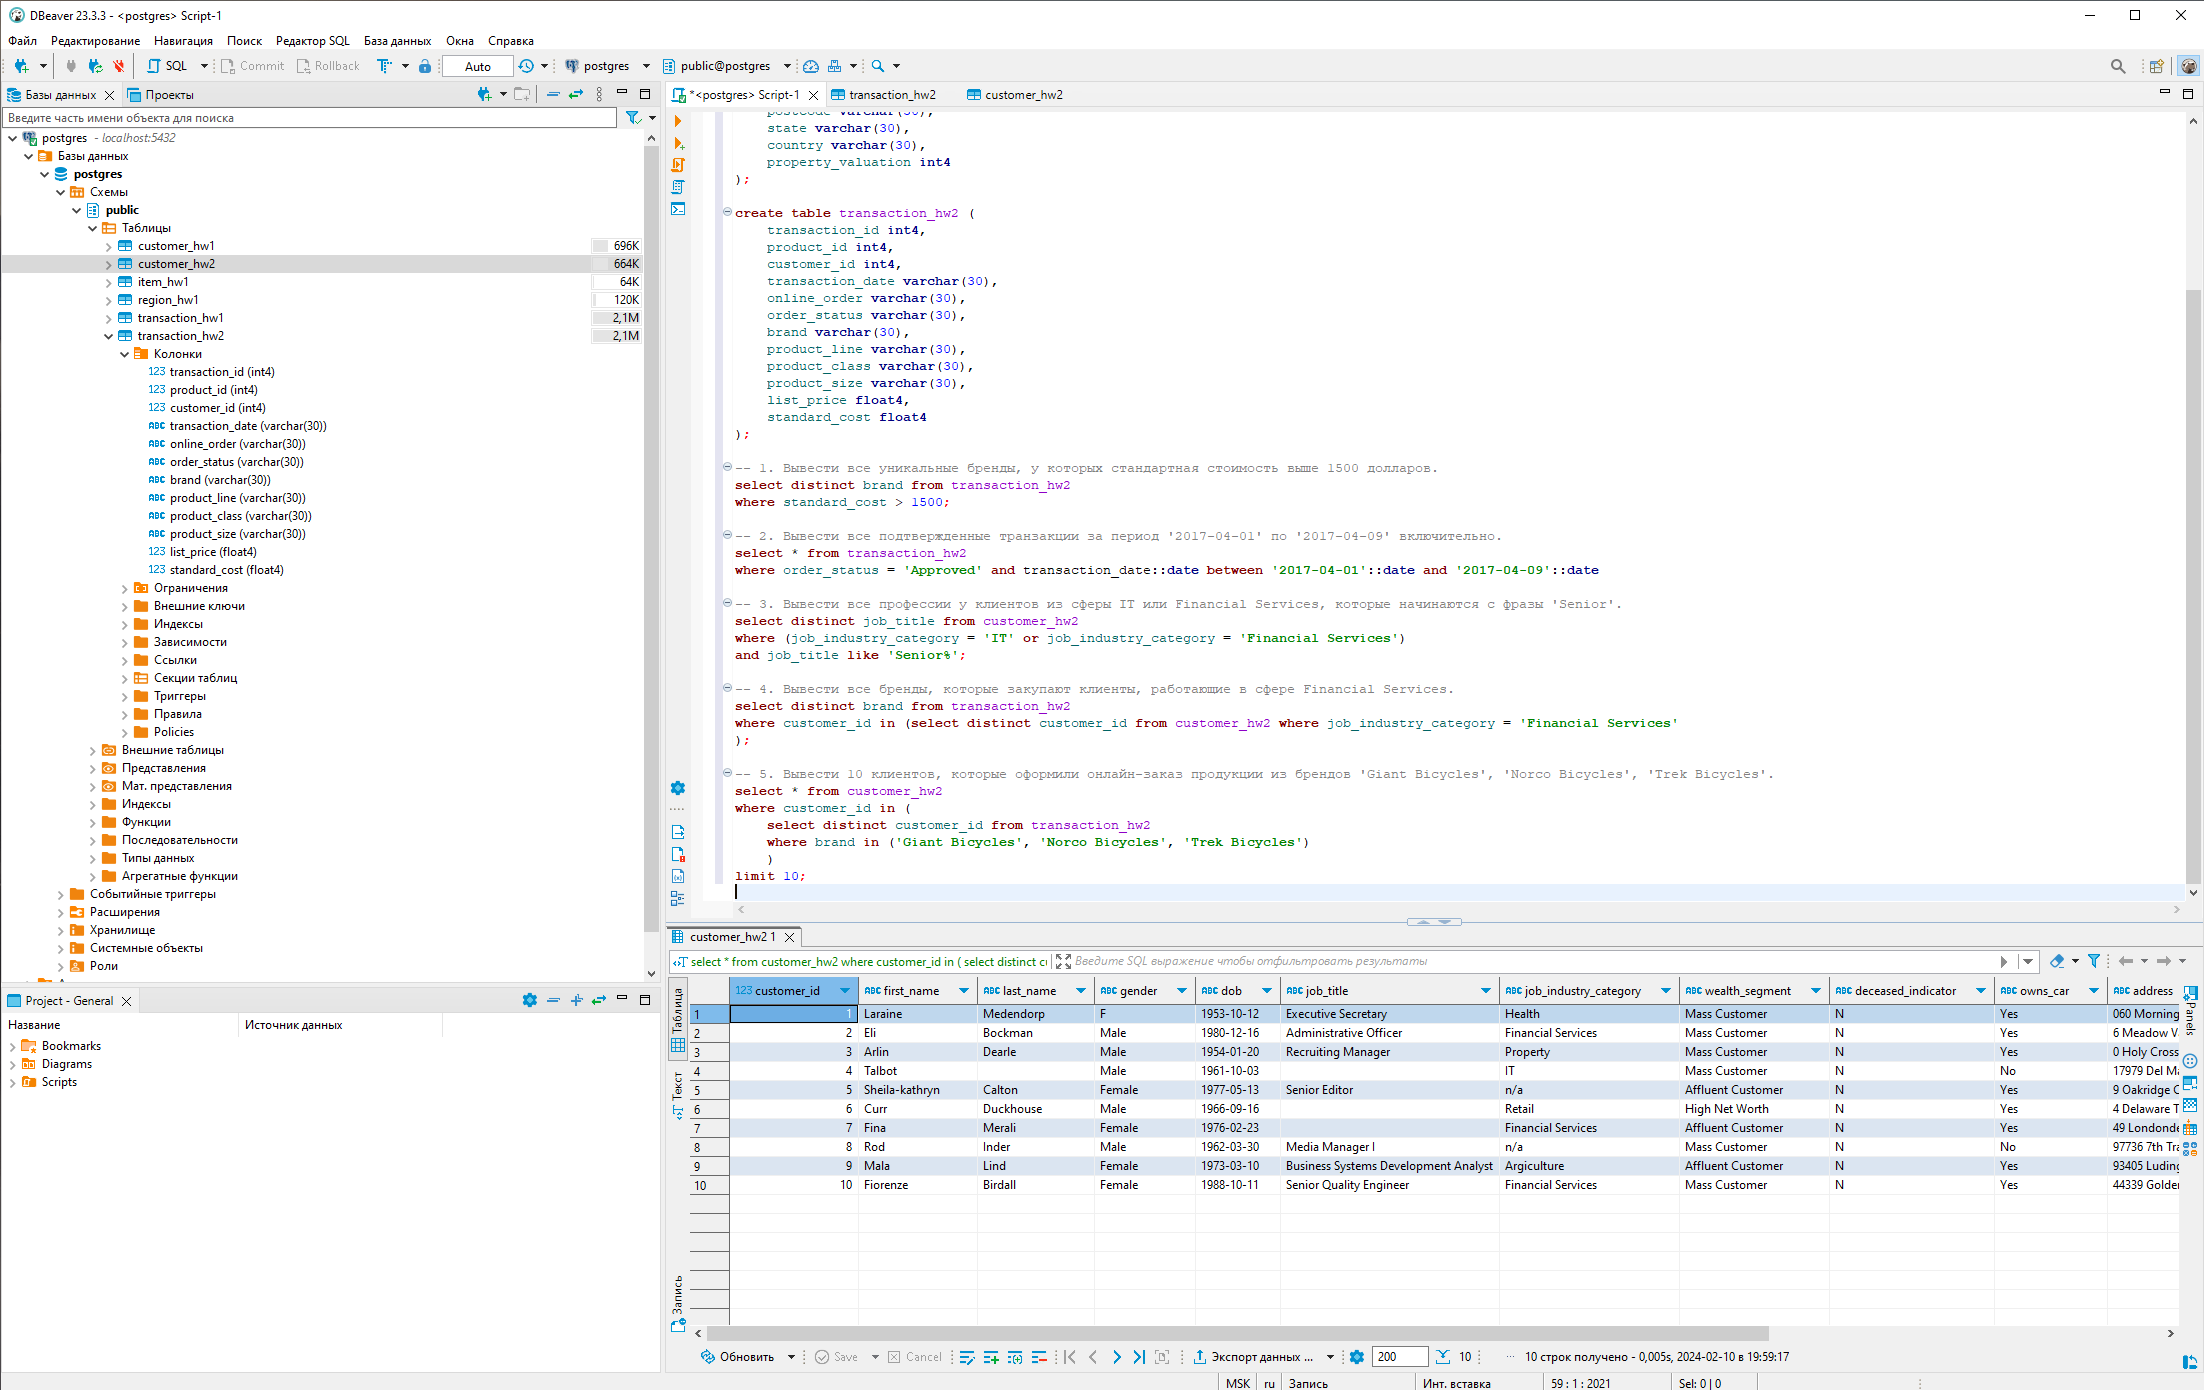 DBeaver 23.3.3 - <postgres> Script-1
Файл Редактирование Навигация Поиск Редактор SQL База данных Окна Справка
SQL Commit Rollback Auto postgres public@postgres
Базы данных Проекты
Введите часть имени объекта для поиска
postgres - localhost:5432
Базы данных
postgres
Схемы
public
Таблицы
customer_hw1 696K
customer_hw2 664K
item_hw1 64K
region_hw1 120K
transaction_hw1 2,1M
transaction_hw2 2,1M
Колонки
123 transaction_id (int4)
123 product_id (int4)
123 customer_id (int4)
ABC transaction_date (varchar(30))
ABC online_order (varchar(30))
ABC order_status (varchar(30))
ABC brand (varchar(30))
ABC product_line (varchar(30))
ABC product_class (varchar(30))
ABC product_size (varchar(30))
123 list_price (float4)
123 standard_cost (float4)
Ограничения
Внешние ключи
Индексы
Зависимости
Ссылки
Секции таблиц
Триггеры
Правила
Policies
Внешние таблицы
Представления
Мат. представления
Индексы
Функции
Последовательности
Типы данных
Агрегатные функции
Событийные триггеры
Расширения
Хранилище
Системные объекты
Роли
Project - General
Название Источник данных
Bookmarks
Diagrams
Scripts
*<postgres> Script-1 transaction_hw2 customer_hw2
postcode varchar(30),
state varchar(30),
country varchar(30),
property_valuation int4
);
create table transaction_hw2 (
transaction_id int4,
product_id int4,
customer_id int4,
transaction_date varchar(30),
online_order varchar(30),
order_status varchar(30),
brand varchar(30),
product_line varchar(30),
product_class varchar(30),
product_size varchar(30),
list_price float4,
standard_cost float4
);
-- 1. Вывести все уникальные бренды, у которых стандартная стоимость выше 1500 долларов.
select distinct brand from transaction_hw2
where standard_cost > 1500;
-- 2. Вывести все подтвержденные транзакции за период '2017-04-01' по '2017-04-09' включительно.
select * from transaction_hw2
where order_status = 'Approved' and transaction_date::date between '2017-04-01'::date and '2017-04-09'::date
-- 3. Вывести все профессии у клиентов из сферы IT или Financial Services, которые начинаются с фразы 'Senior'.
select distinct job_title from customer_hw2
where (job_industry_category = 'IT' or job_industry_category = 'Financial Services')
and job_title like 'Senior%';
-- 4. Вывести все бренды, которые закупают клиенты, работающие в сфере Financial Services.
select distinct brand from transaction_hw2
where customer_id in (select distinct customer_id from customer_hw2 where job_industry_category = 'Financial Services'
);
-- 5. Вывести 10 клиентов, которые оформили онлайн-заказ продукции из брендов 'Giant Bicycles', 'Norco Bicycles', 'Trek Bicycles'.
select * from customer_hw2
where customer_id in (
select distinct customer_id from transaction_hw2
where brand in ('Giant Bicycles', 'Norco Bicycles', 'Trek Bicycles')
)
limit 10;
customer_hw2 1
select * from customer_hw2 where customer_id in ( select distinct Введите SQL выражение чтобы отфильтровать результаты
Таблица
Текст
Запись
Panels
123 customer_id ABC first_name ABC last_name ABC gender ABC dob ABC job_title ABC job_industry_category ABC wealth_segment ABC deceased_indicator ABC owns_car ABC address
1 1 Laraine Medendorp F 1953-10-12 Executive Secretary Health Mass Customer N Yes 060 Morning
2 2 Eli Bockman Male 1980-12-16 Administrative Officer Financial Services Mass Customer N Yes 6 Meadow V
3 3 Arlin Dearle Male 1954-01-20 Recruiting Manager Property Mass Customer N Yes 0 Holy Cross
4 4 Talbot Male 1961-10-03 IT Mass Customer N No 17979 Del Ma
5 5 Sheila-kathryn Calton Female 1977-05-13 Senior Editor n/a Affluent Customer N Yes 9 Oakridge C
6 6 Curr Duckhouse Male 1966-09-16 Retail High Net Worth N Yes 4 Delaware T
7 7 Fina Merali Female 1976-02-23 Financial Services Affluent Customer N Yes 49 Londonde
8 8 Rod Inder Male 1962-03-30 Media Manager I n/a Mass Customer N No 97736 7th Tra
9 9 Mala Lind Female 1973-03-10 Business Systems Development Analyst Argiculture Affluent Customer N Yes 93405 Luding
10 10 Fiorenze Birdall Female 1988-10-11 Senior Quality Engineer Financial Services Mass Customer N Yes 44339 Golde
Обновить Save Cancel Экспорт данных ... 200 10 ... 10 строк получено - 0,005s, 2024-02-10 в 19:59:17
MSK ru Запись Инт. вставка 59 : 1 : 2021 Sel: 0 | 0